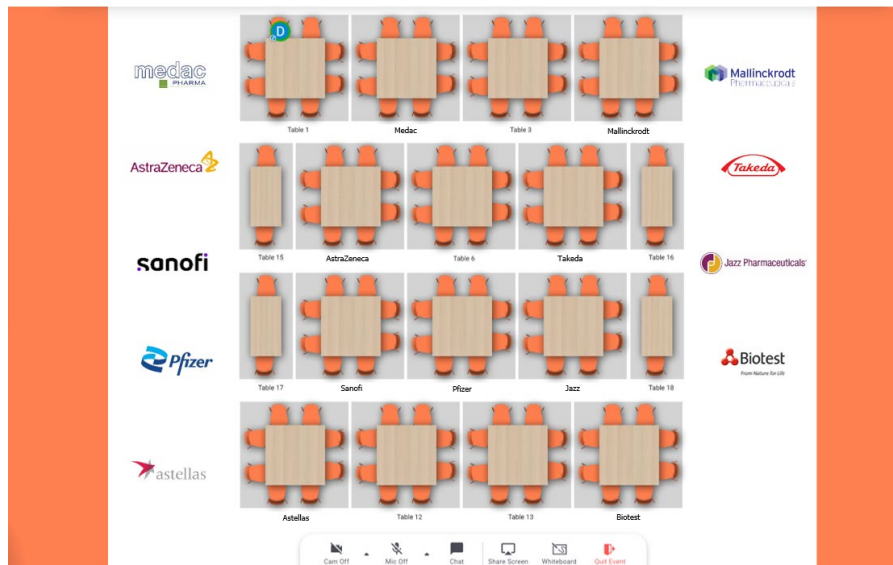 D
medac
PHARMA
Mallinckrodt
Pharmaceuticals
Table 1
Medac
Table 3
Mallinckrodt
AstraZeneca
Takeda
Table 15
AstraZeneca
Table 6
Takeda
Table 16
sanofi
Jazz Pharmaceuticals
Pfizer
Biotest
From Nature for Life
Table 17
Sanofi
Pfizer
Jazz
Table 18
astellas
Astellas
Table 12
Table 13
Biotest
Cam Off
Mic Off
Chat
Share Screen
Whiteboard
Quit Event